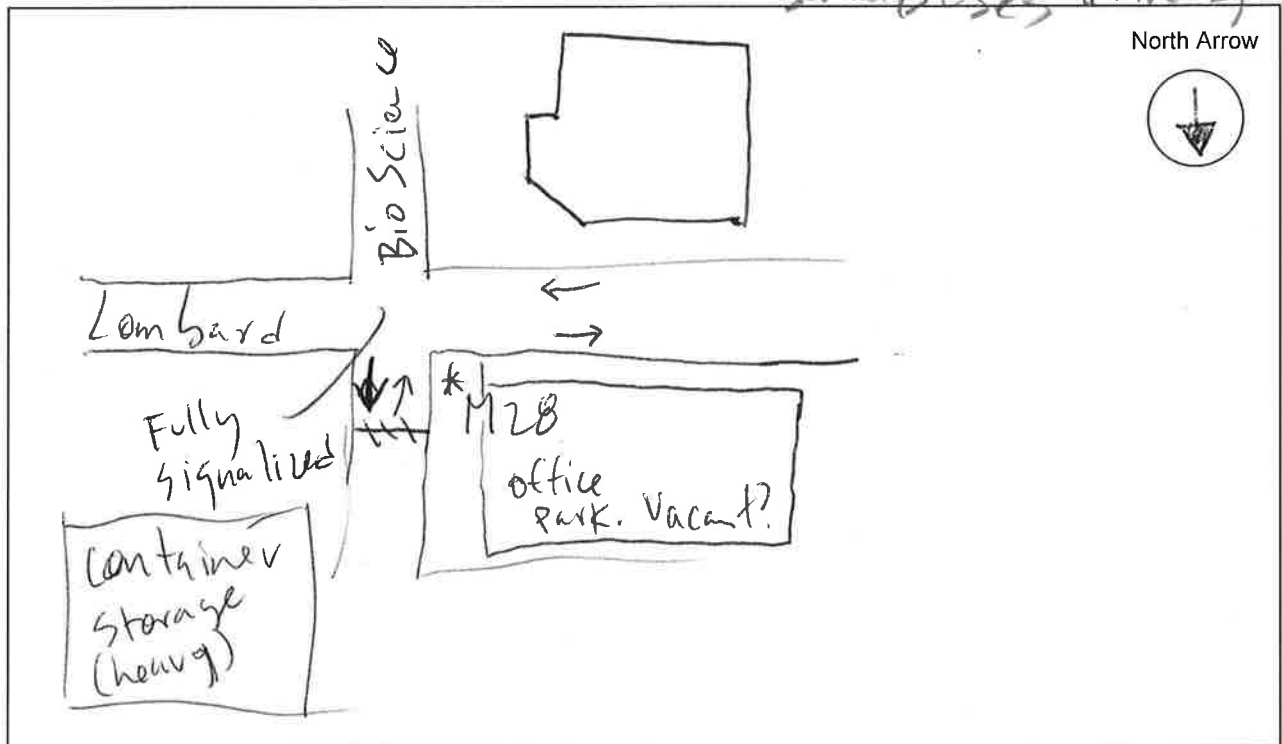 North Arrow
Bio Science
Lombard
Fully
signalized
*
M28
office
park. Vacant?
Container
Storage
(heavy)